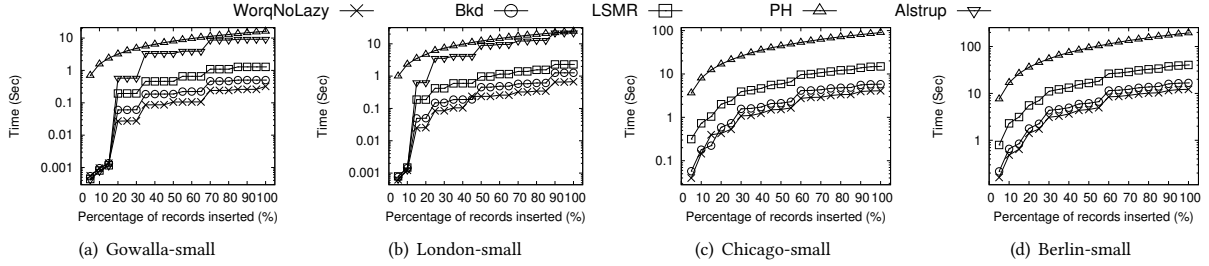 WorqNoLazy Bkd LSMR PH Alstrup
Time (Sec)
10
1
0.1
0.01
0.001
0 10 20 30 40 50 60 70 80 90 100
Percentage of records inserted (%)
(a) Gowalla-small
Time (Sec)
10
1
0.1
0.01
0.001
0 10 20 30 40 50 60 70 80 90 100
Percentage of records inserted (%)
(b) London-small
Time (Sec)
100
10
1
0.1
0 10 20 30 40 50 60 70 80 90 100
Percentage of records inserted (%)
(c) Chicago-small
Time (Sec)
100
10
1
0 10 20 30 40 50 60 70 80 90 100
Percentage of records inserted (%)
(d) Berlin-small